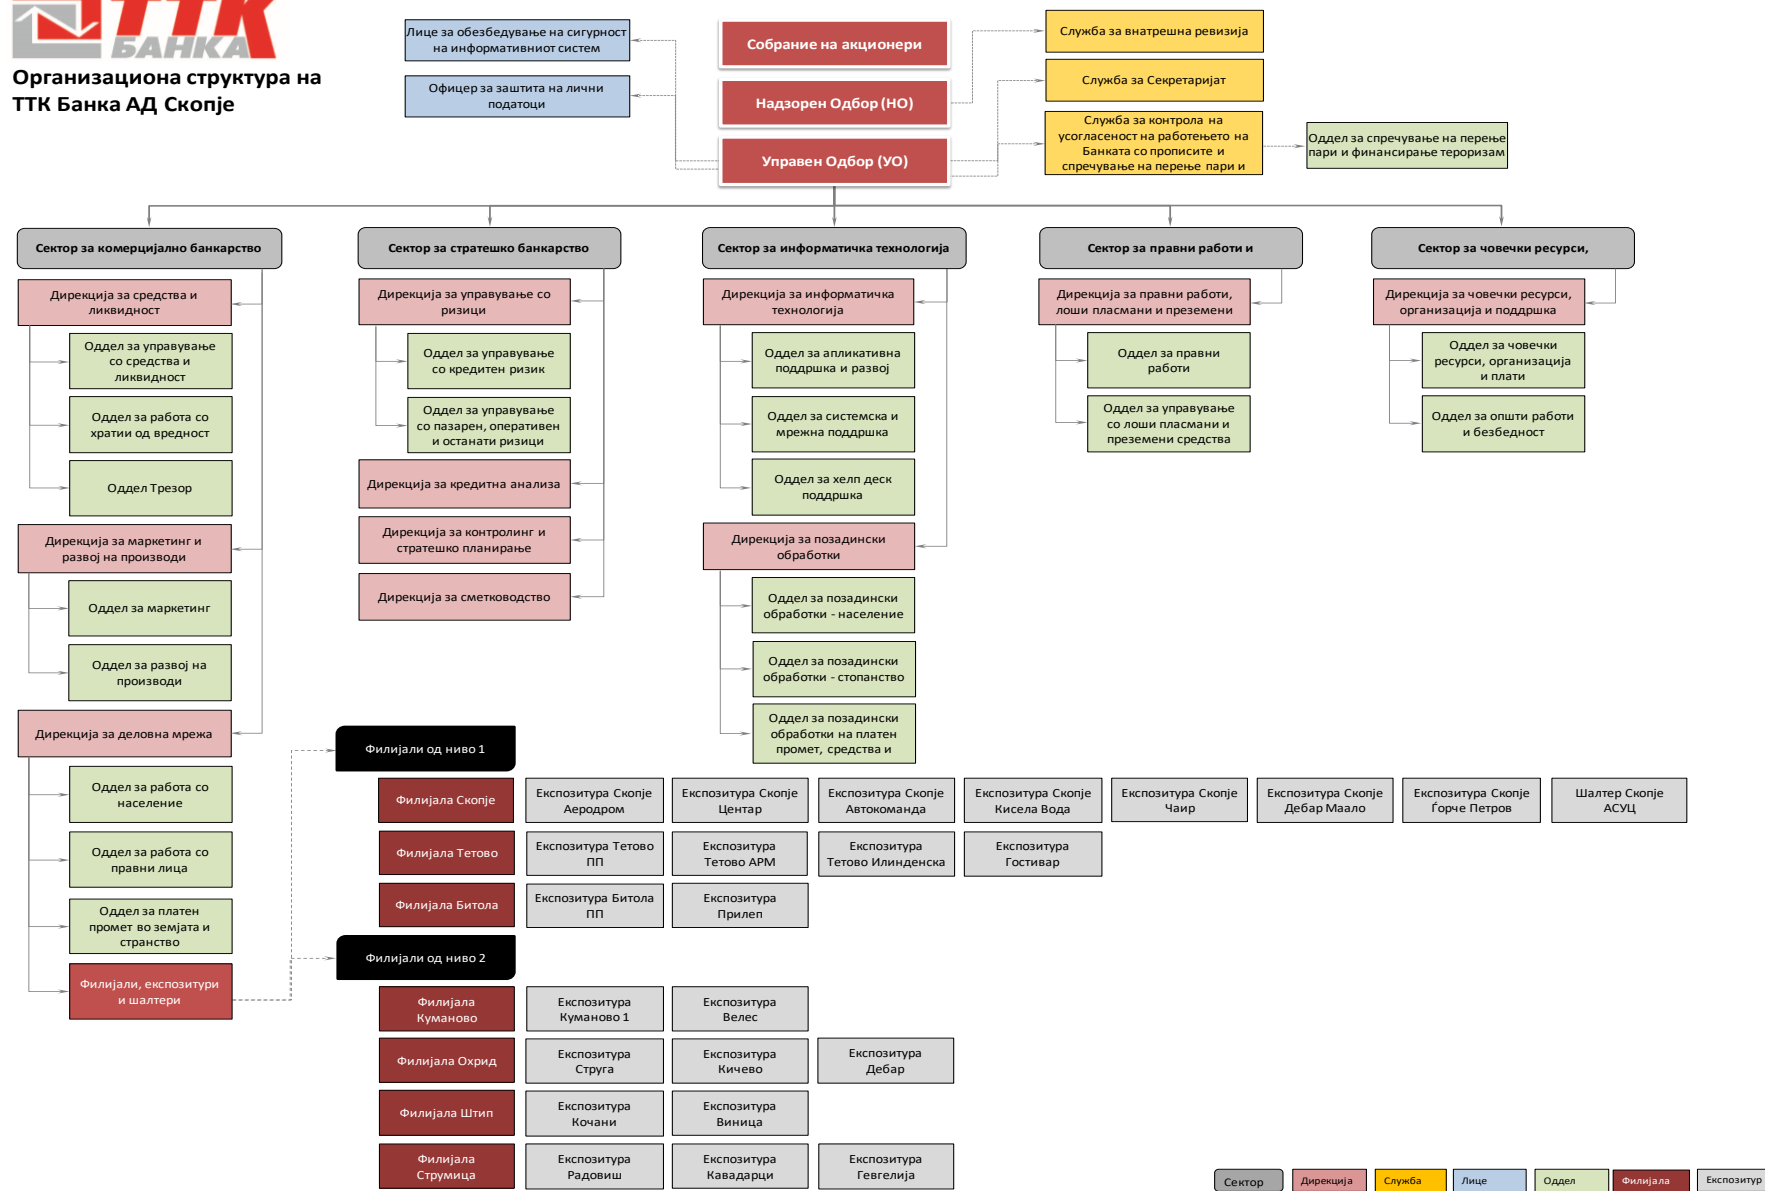 ТТК
БАНКА
Организациона структура на
ТТК Банка АД Скопје
Лице за обезбедување на сигурност
на информативниот систем
Офицер за заштита на лични
податоци
Собрание на акционери
Надзорен Одбор (НО)
Управен Одбор (УО)
Служба за внатрешна ревизија
Служба за Секретаријат
Служба за контрола на
усогласеност на работењето на
Банката со прописите и
спречување на перење пари и
Оддел за спречување на перење
пари и финансирање тероризам
Сектор за комерцијално банкарство
Дирекција за средства и
ликвидност
Оддел за управување
со средства и
ликвидност
Оддел за работа со
хратии од вредност
Оддел Трезор
Дирекција за маркетинг и
развој на производи
Оддел за маркетинг
Оддел за развој на
производи
Дирекција за деловна мрежа
Оддел за работа со
население
Оддел за работа со
правни лица
Оддел за платен
промет во земјата и
странство
Филијали, експозитури
и шалтери
Сектор за стратешко банкарство
Дирекција за управување со
ризици
Оддел за управување
со кредитен ризик
Оддел за управување
со пазарен, оперативен
и останати ризици
Дирекција за кредитна анализа
Дирекција за контролинг и
стратешко планирање
Дирекција за сметководство
Сектор за информатичка технологија
Дирекција за информатичка
технологија
Оддел за апликативна
поддршка и развој
Оддел за системска и
мрежна поддршка
Оддел за хелп деск
поддршка
Дирекција за позадински
обработки
Оддел за позадински
обработки - население
Оддел за позадински
обработки - стопанство
Оддел за позадински
обработки на платен
промет, средства и
Сектор за правни работи и
Дирекција за правни работи,
лоши пласмани и преземени
Оддел за правни
работи
Оддел за управување
со лоши пласмани и
преземени средства
Сектор за човечки ресурси,
Дирекција за човечки ресурси,
организација и поддршка
Оддел за човечки
ресурси, организација
и плати
Оддел за општи работи
и безбедност
Филијали од ниво 1
Филијала Скопје
Експозитура Скопје
Аеродром
Експозитура Скопје
Центар
Експозитура Скопје
Автокоманда
Експозитура Скопје
Кисела Вода
Експозитура Скопје
Чаир
Експозитура Скопје
Дебар Маало
Експозитура Скопје
Ѓорче Петров
Шалтер Скопје
АСУЦ
Филијала Тетово
Експозитура Тетово
ПП
Експозитура
Тетово АРМ
Експозитура
Тетово Илинденска
Експозитура
Гостивар
Филијала Битола
Експозитура Битола
ПП
Експозитура
Прилеп
Филијали од ниво 2
Филијала
Куманово
Експозитура
Куманово 1
Експозитура
Велес
Филијала Охрид
Експозитура
Струга
Експозитура
Кичево
Експозитура
Дебар
Филијала Штип
Експозитура
Кочани
Експозитура
Виница
Филијала
Струмица
Експозитура
Радовиш
Експозитура
Кавадарци
Експозитура
Гевгелија
Сектор
Дирекција
Служба
Лице
Оддел
Филијала
Експозитур